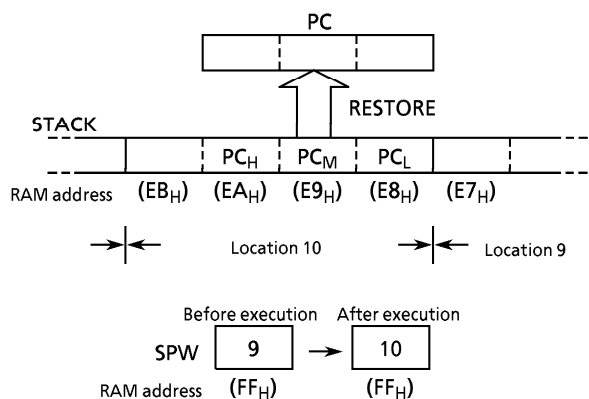 PC
RESTORE
STACK
PCH PCM PCL
RAM address (EBH) (EAH) (E9H) (E8H) (E7H)
Location 10 Location 9
Before execution After execution
SPW 9 10
RAM address (FFH) (FFH)